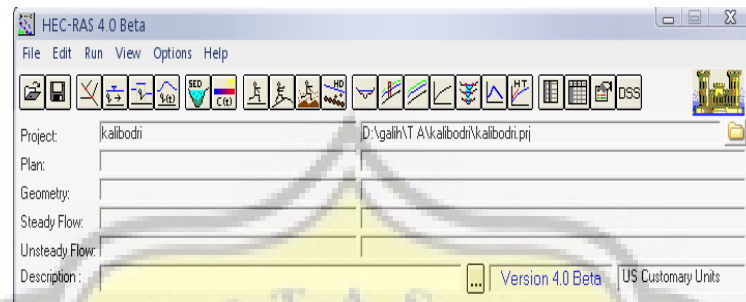 HEC-RAS 4.0 Beta
File Edit Run View Options Help
SED C(t) HD HT DSS
Project: kalibodri D:\galih\T A\kalibodri\kalibodri.prj
Plan:
Geometry:
Steady Flow:
Unsteady Flow:
Description : ... Version 4.0 Beta US Customary Units